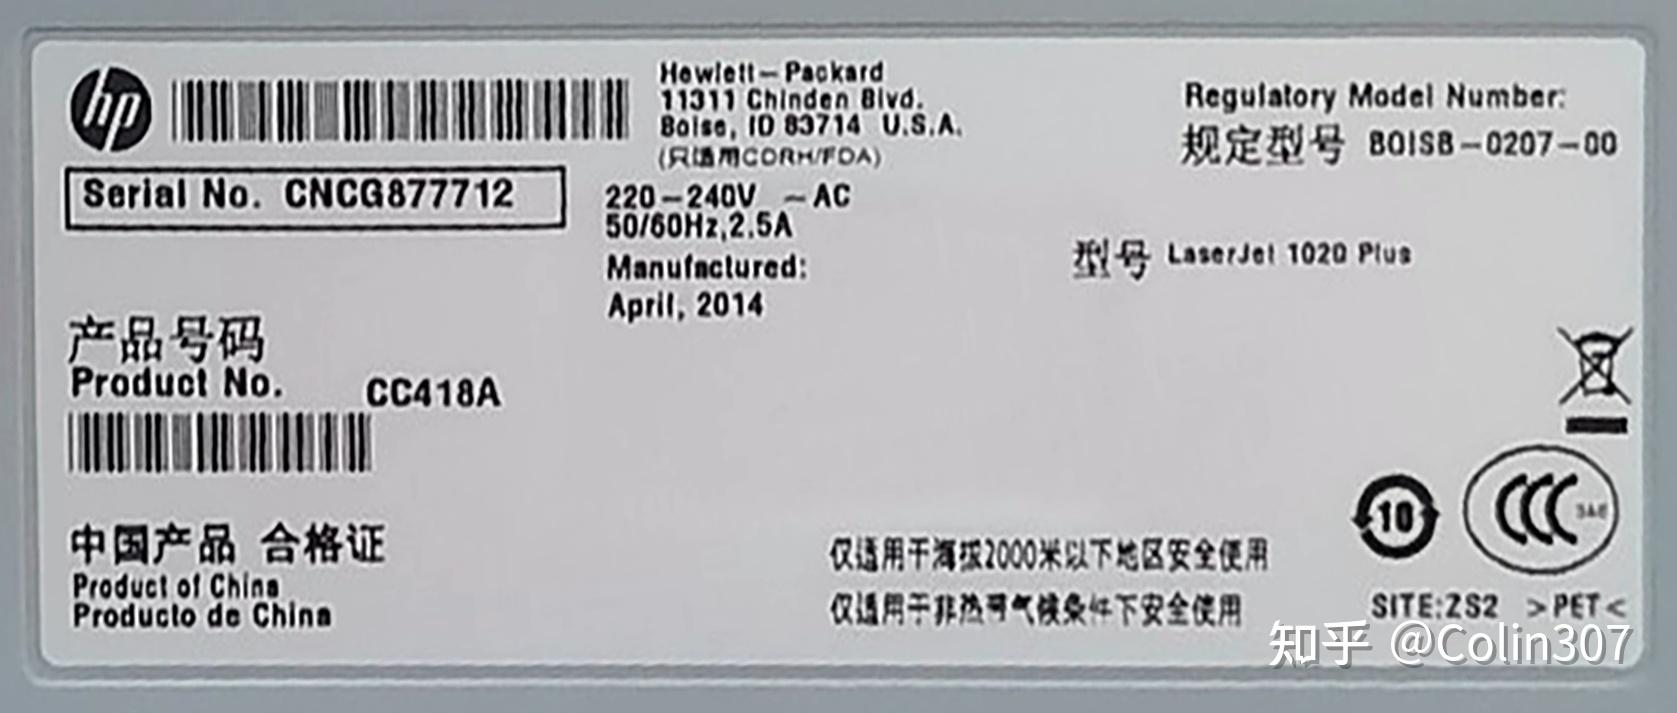 hp
Hewlett-Packard
11311 Chinden Blvd.
Boise, ID 83714 U.S.A.
(只适用CDRH/FDA)
Regulatory Model Number:
规定型号 BOISB-0207-00
Serial No. CNCG877712
220-240V ~ AC
50/60Hz, 2.5A
Manufactured:
April, 2014
型号 LaserJet 1020 Plus
产品号码
Product No. CC418A
中国产品 合格证
Product of China
Producto de China
仅适用于海拔2000米以下地区安全使用
仅适用于非热带气候条件下安全使用
10
CCC
SITE:ZS2 >PET<
知乎 @Colin307